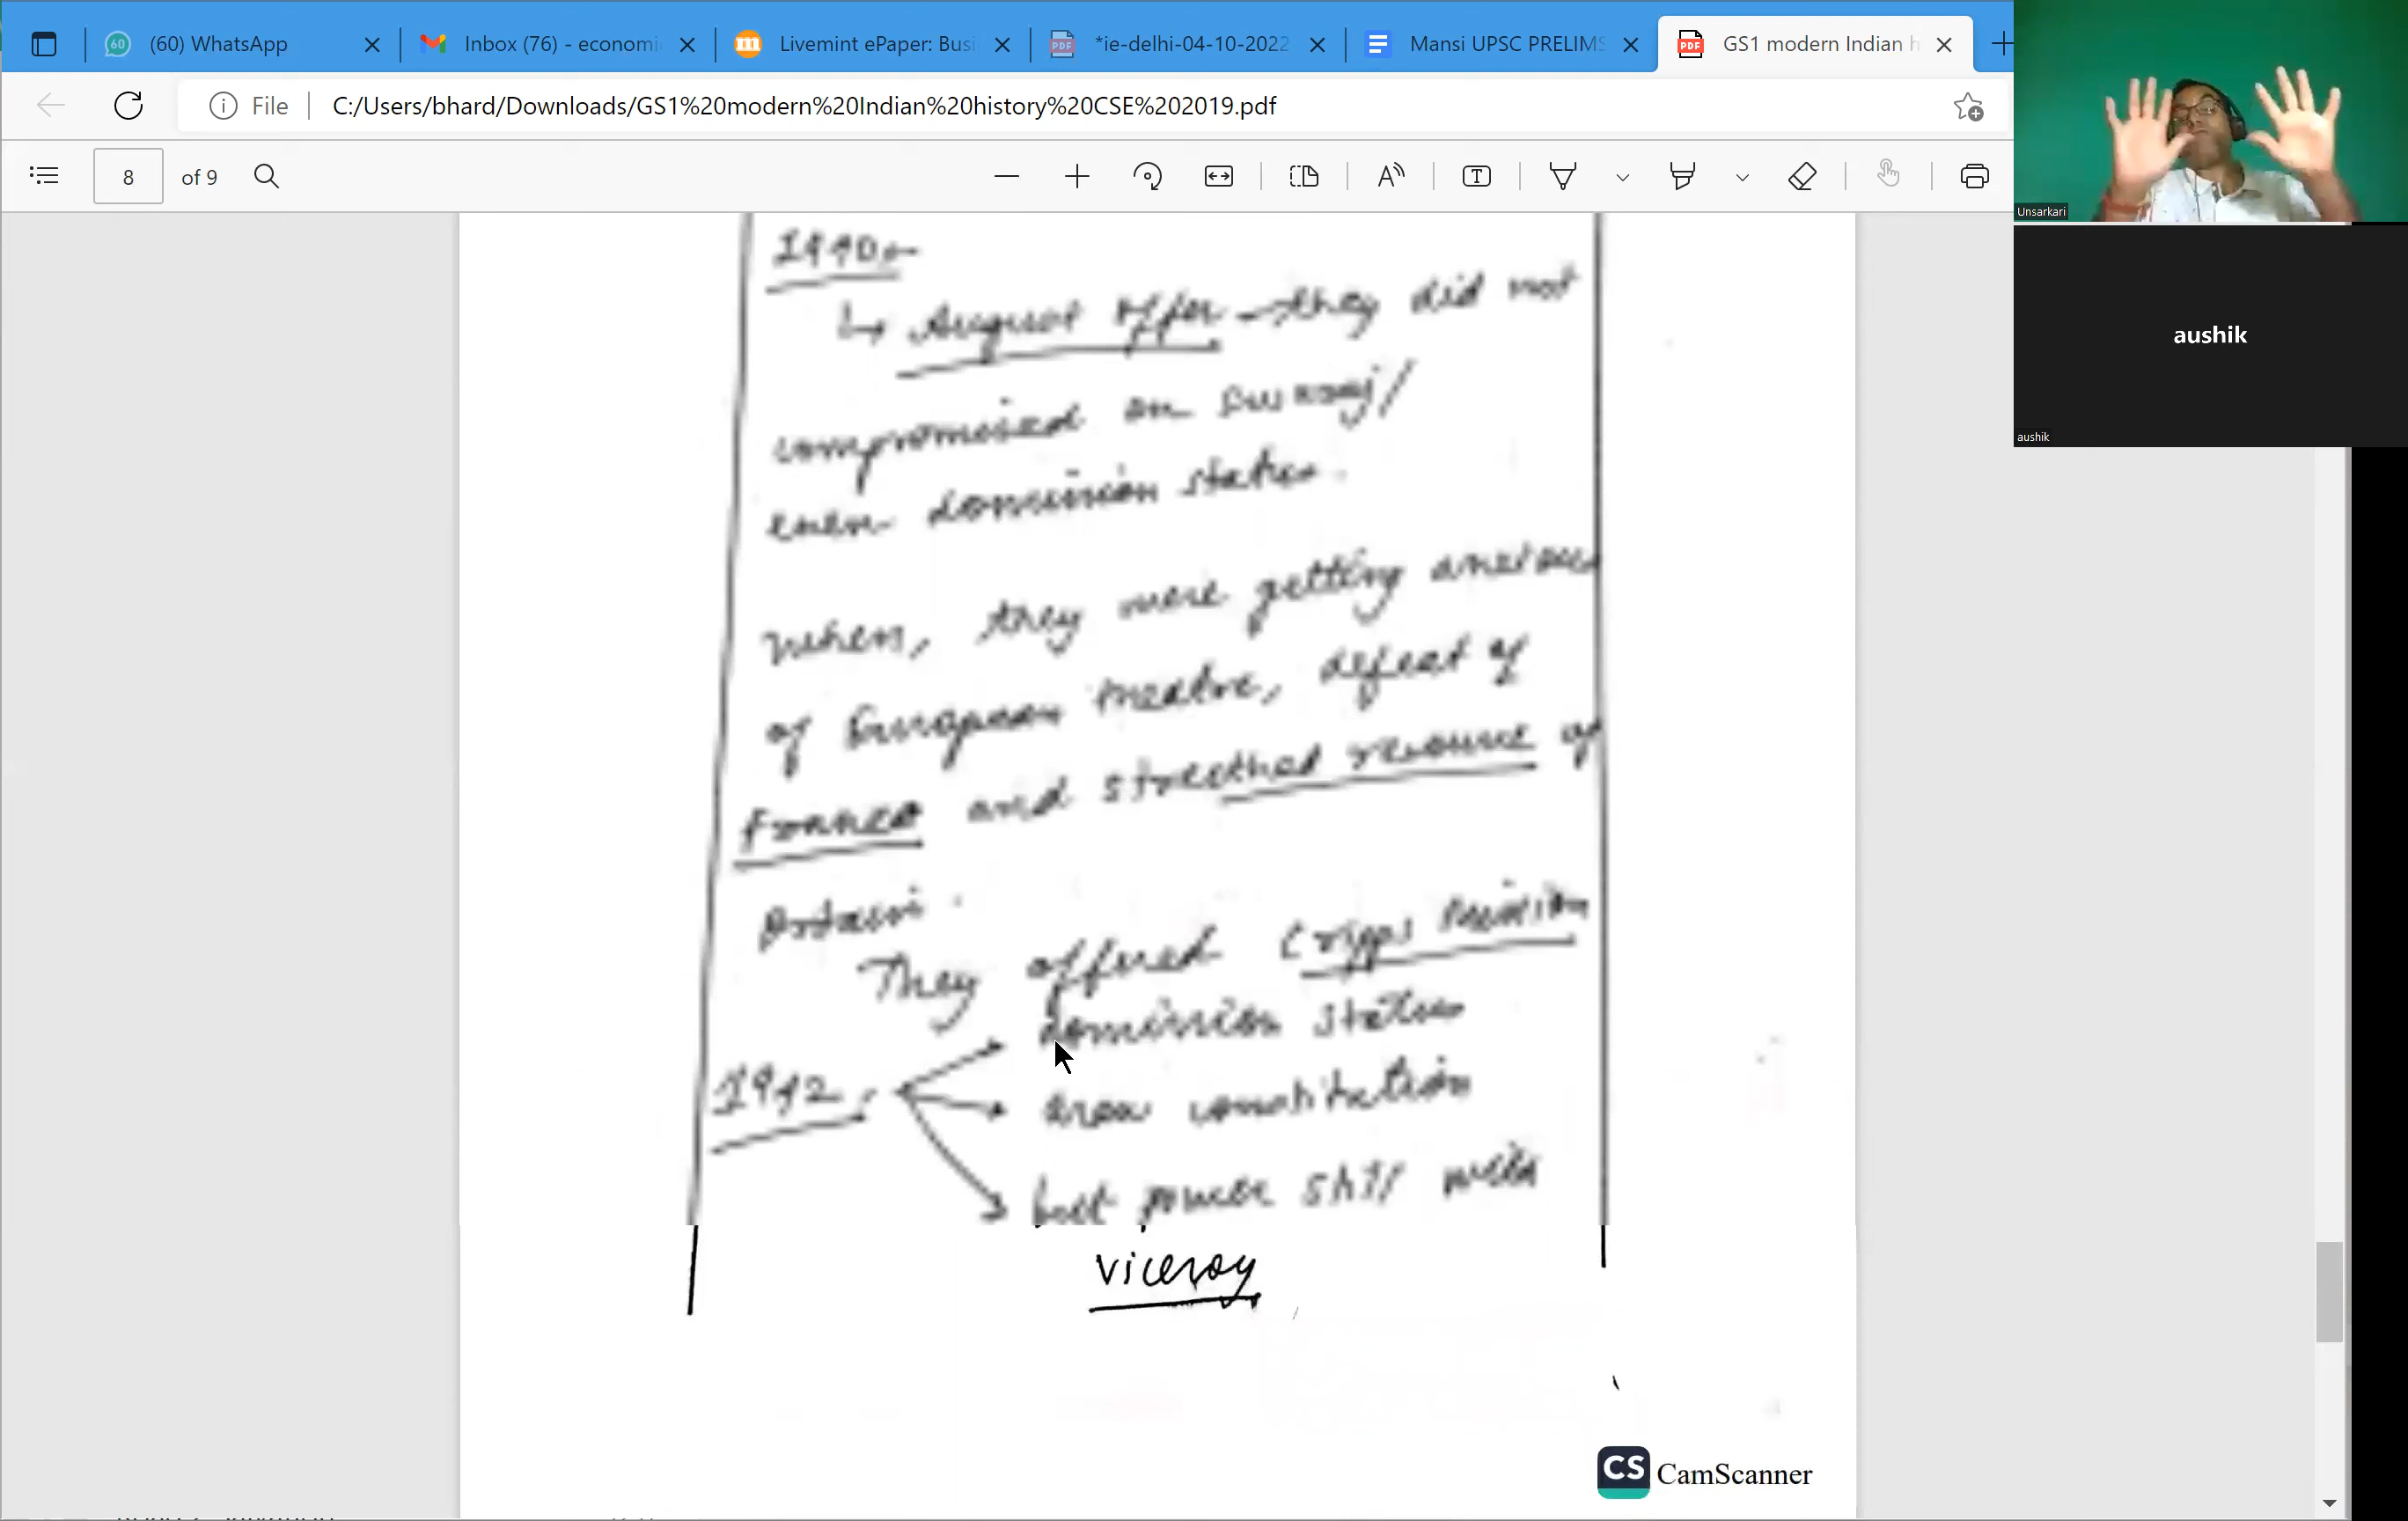 (60) WhatsApp
Inbox (76) - economi
Livemint ePaper: Busi
*ie-delhi-04-10-2022
Mansi UPSC PRELIMS
GS1 modern Indian h
File
C:/Users/bhard/Downloads/GS1%20modern%20Indian%20history%20CSE%202019.pdf
8 of 9
Unsarkari
aushik
aushik
1940:-
↳ August offer - they did not
compromised on swaraj/
even dominion status.
when, they were getting
of European theatre, defeat of
France and stretched resource of
Britain.
They offered Cripps Mission
1942: dominion status
constitution
but power still with
viceroy
CS CamScanner